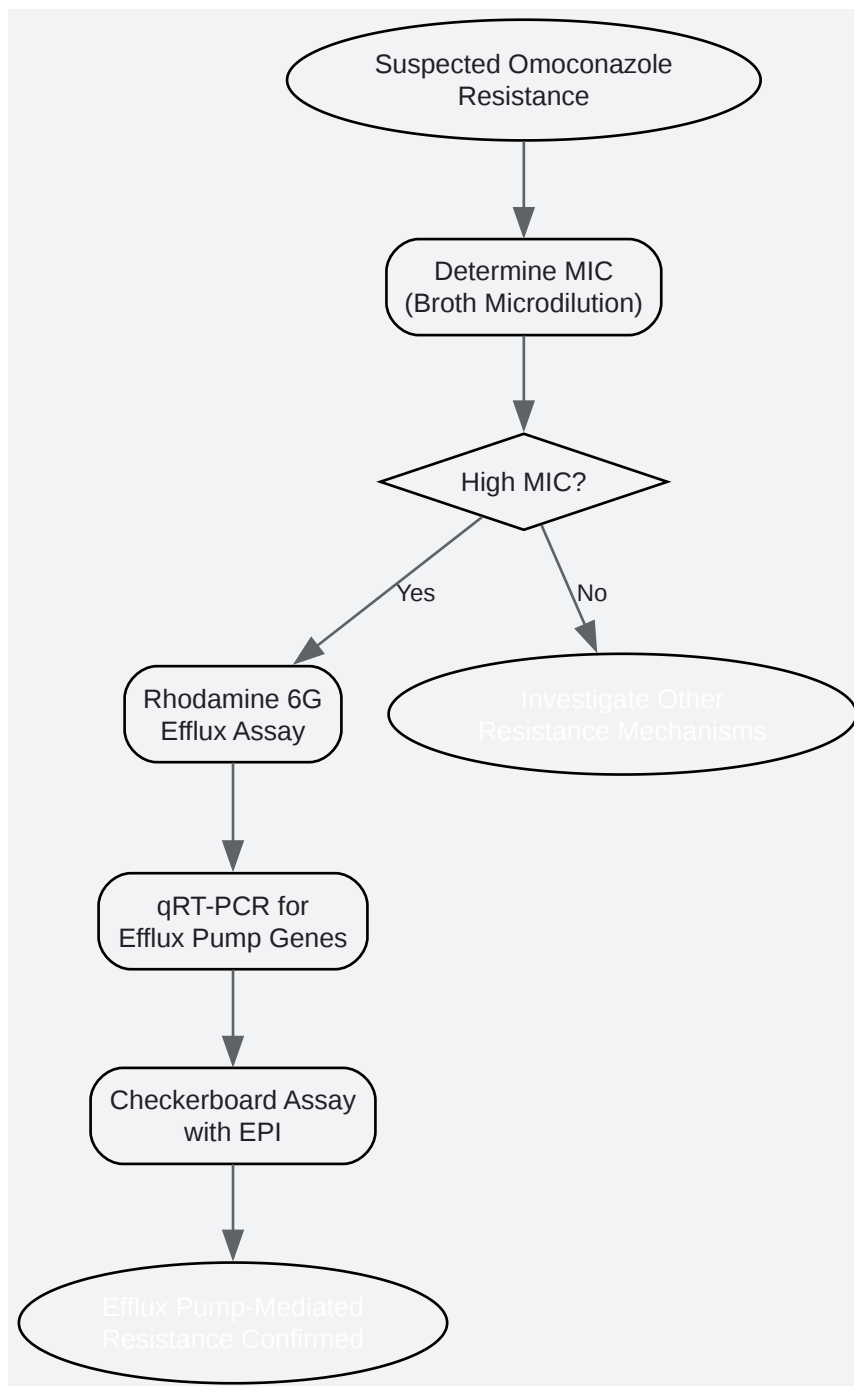 Suspected Omoconazole
Resistance
Determine MIC
(Broth Microdilution)
High MIC?
Yes
No
Rhodamine 6G
Efflux Assay
Investigate Other
Resistance Mechanisms
qRT-PCR for
Efflux Pump Genes
Checkerboard Assay
with EPI
Efflux Pump-Mediated
Resistance Confirmed